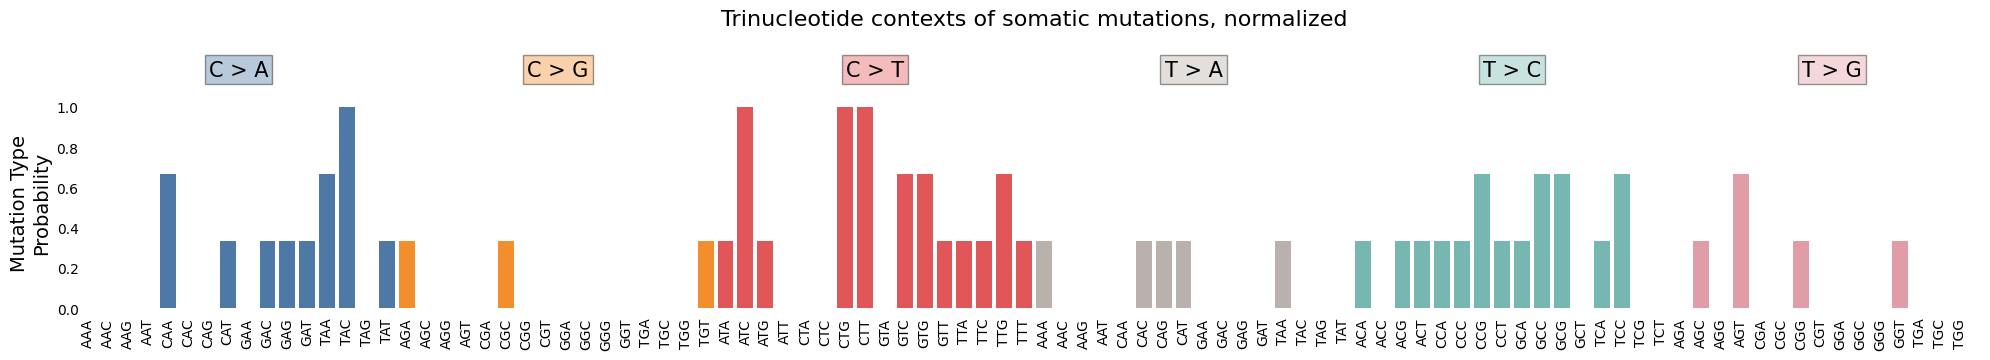 Trinucleotide contexts of somatic mutations, normalized
C > A
C > G
C > T
T > A
T > C
T > G
Mutation Type
Probability
1.0
0.8
0.6
0.4
0.2
0.0
AAA
AAC
AAG
AAT
CAA
CAC
CAG
CAT
GAA
GAC
GAG
GAT
TAA
TAC
TAG
TAT
AGA
AGC
AGG
AGT
CGA
CGC
CGG
CGT
GGA
GGC
GGG
GGT
TGA
TGC
TGG
TGT
ATA
ATC
ATG
ATT
CTA
CTC
CTG
CTT
GTA
GTC
GTG
GTT
TTA
TTC
TTG
TTT
AAA
AAC
AAG
AAT
CAA
CAC
CAG
CAT
GAA
GAC
GAG
GAT
TAA
TAC
TAG
TAT
ACA
ACC
ACG
ACT
CCA
CCC
CCG
CCT
GCA
GCC
GCG
GCT
TCA
TCC
TCG
TCT
AGA
AGC
AGG
AGT
CGA
CGC
CGG
CGT
GGA
GGC
GGG
GGT
TGA
TGC
TGG